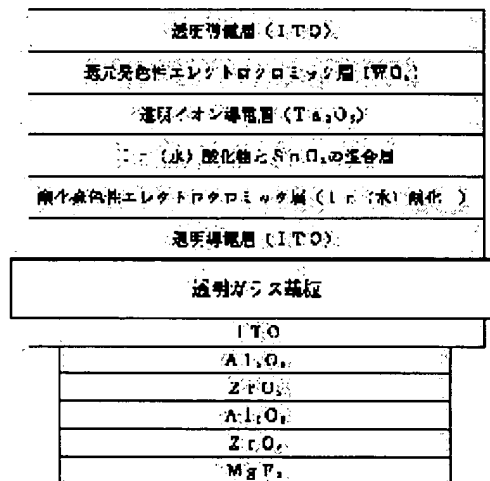 透明導電層(ITO)
還元発色性エレクトロクロミック層(WO₃)
透明イオン導電層(Ta₂O₅)
Ir(水)酸化物とSnO₂の混合層
酸化発色性エレクトロクロミック層(Ir(水)酸化)
透明導電層(ITO)
透明ガラス基板
ITO
Al₂O₃
ZrO₂
Al₂O₃
ZrO₂
MgF₂